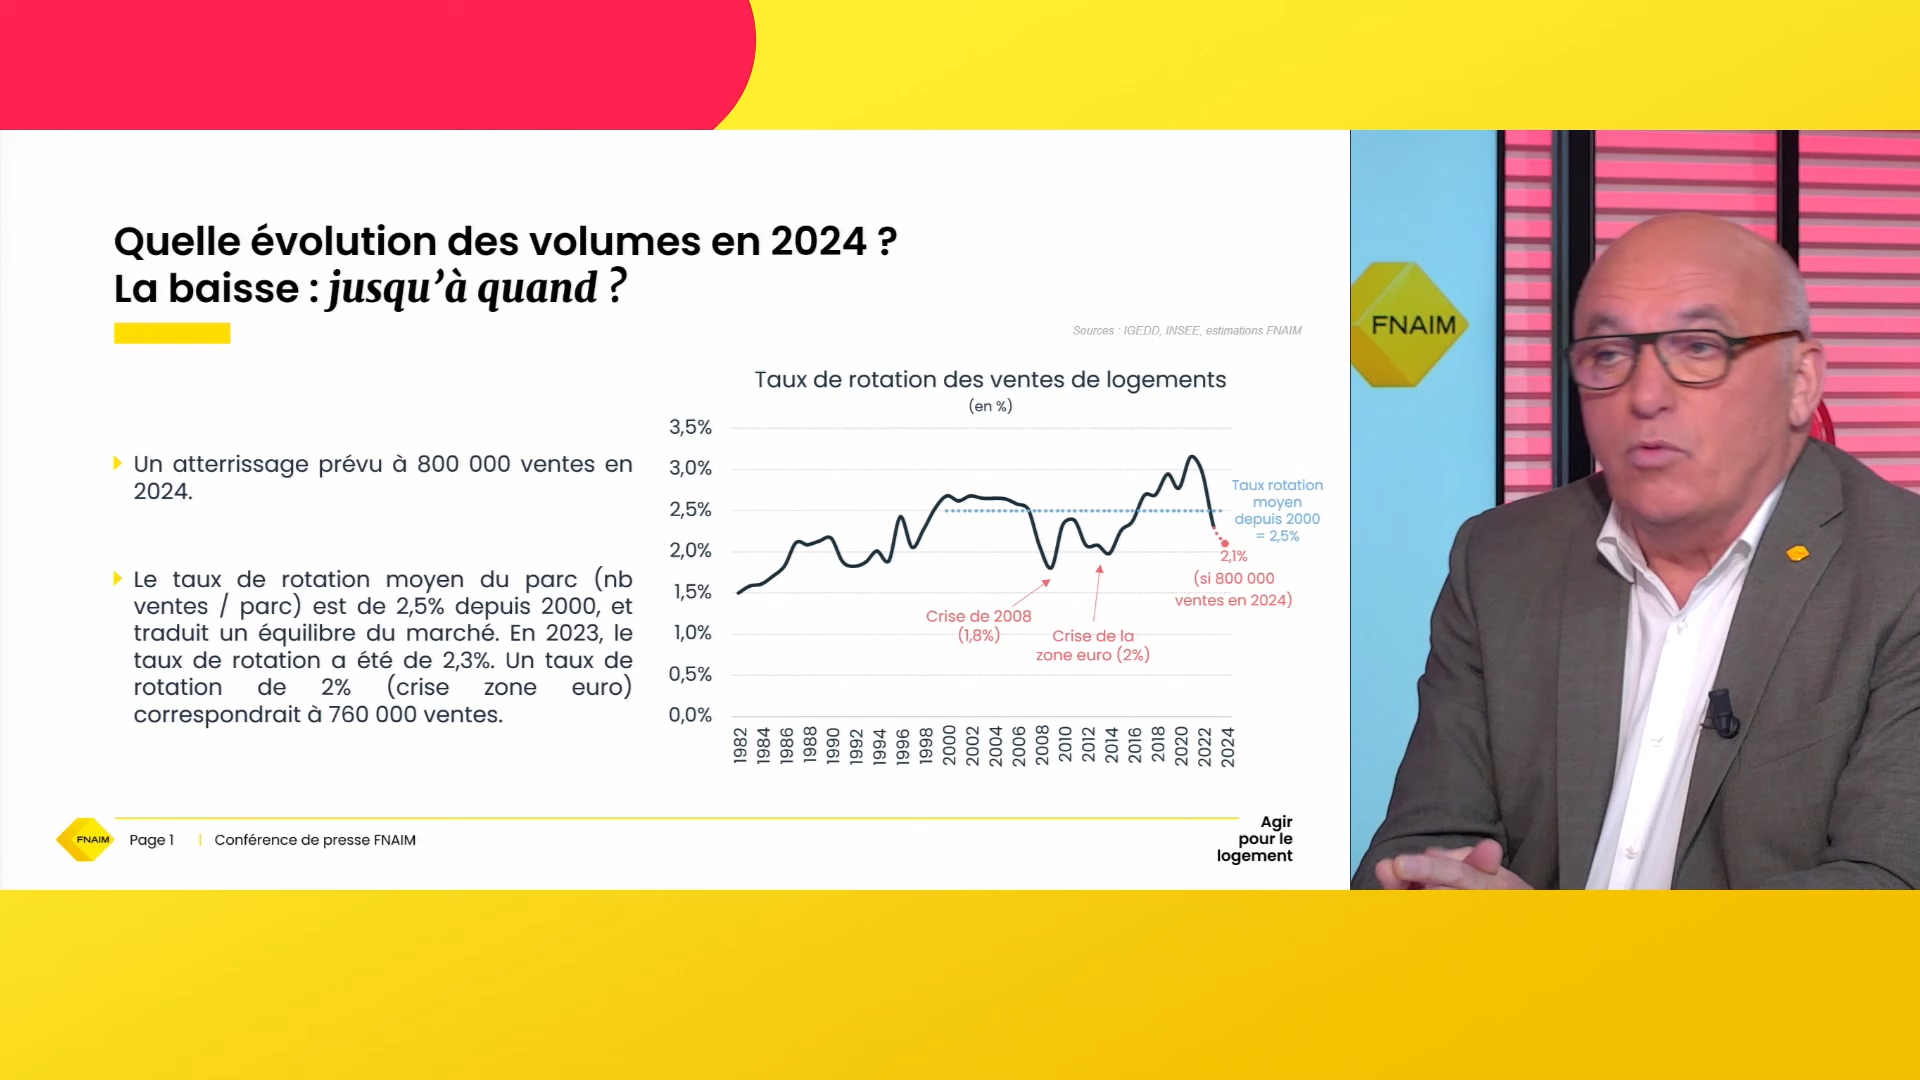 Quelle évolution des volumes en 2024 ?
La baisse : jusqu’à quand ?
Sources : IGEDD, INSEE, estimations FNAIM
Un atterrissage prévu à 800 000 ventes en
2024.
Le taux de rotation moyen du parc (nb
ventes / parc) est de 2,5% depuis 2000, et
traduit un équilibre du marché. En 2023, le
taux de rotation a été de 2,3%. Un taux de
rotation de 2% (crise zone euro)
correspondrait à 760 000 ventes.
Taux de rotation des ventes de logements
(en %)
3,5%
3,0%
2,5%
2,0%
1,5%
1,0%
0,5%
0,0%
Taux rotation
moyen
depuis 2000
= 2,5%
2,1%
(si 800 000
ventes en 2024)
Crise de 2008
(1,8%)
Crise de la
zone euro (2%)
1982 1984 1986 1988 1990 1992 1994 1996 1998 2000 2002 2004 2006 2008 2010 2012 2014 2016 2018 2020 2022 2024
FNAIM
Page 1 | Conférence de presse FNAIM
Agir
pour le
logement
FNAIM